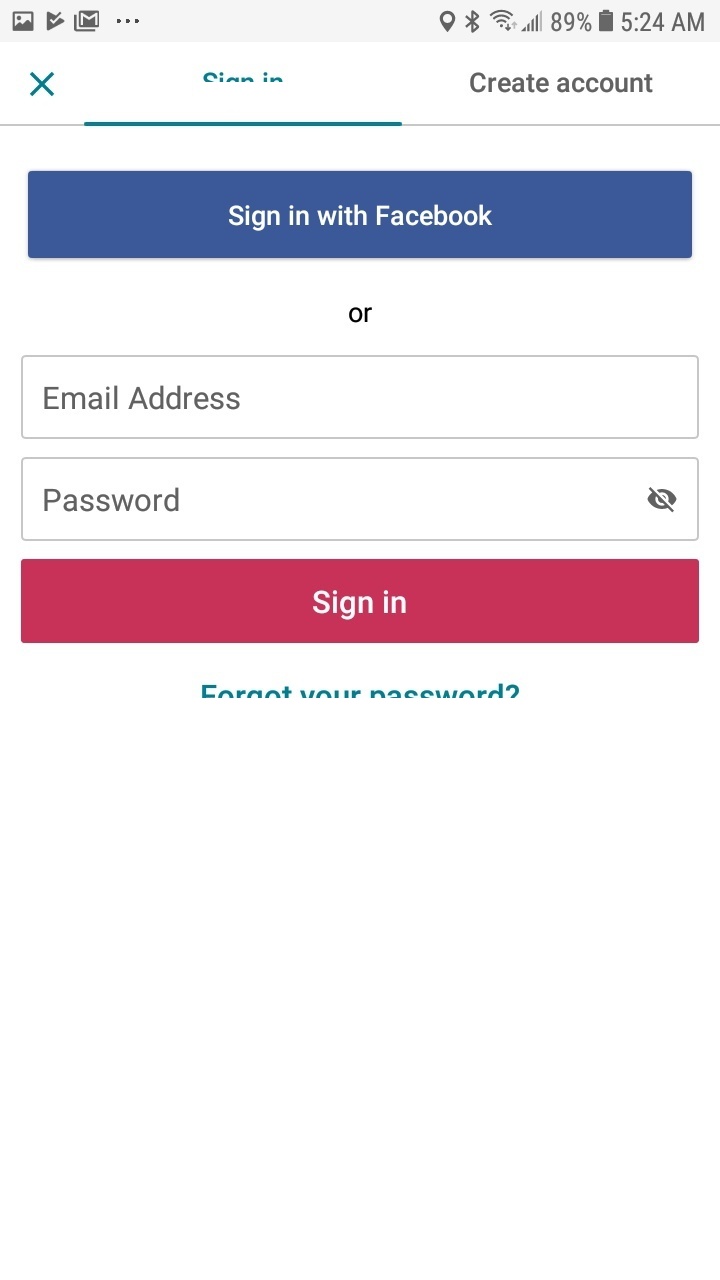 89% 5:24 AM
Sign in
Create account
Sign in with Facebook
or
Email Address
Password
Sign in
Forgot your password?